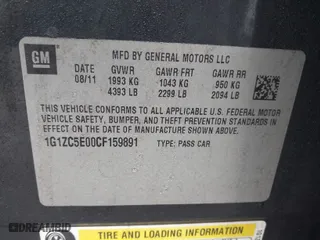 GM
MFD BY GENERAL MOTORS LLC
DATE GVWR GAWR FRT GAWR RR
08/11 1993 KG 1043 KG 950 KG
4393 LB 2299 LB 2094 LB
THIS VEHICLE CONFORMS TO ALL APPLICABLE U.S. FEDERAL MOTOR
VEHICLE SAFETY, BUMPER, AND THEFT PREVENTION STANDARDS IN
EFFECT ON THE DATE OF MANUFACTURE SHOWN ABOVE.
1G1ZC5E00CF159891 TYPE: PASS CAR
TIRE AND LOADING INFORMATION